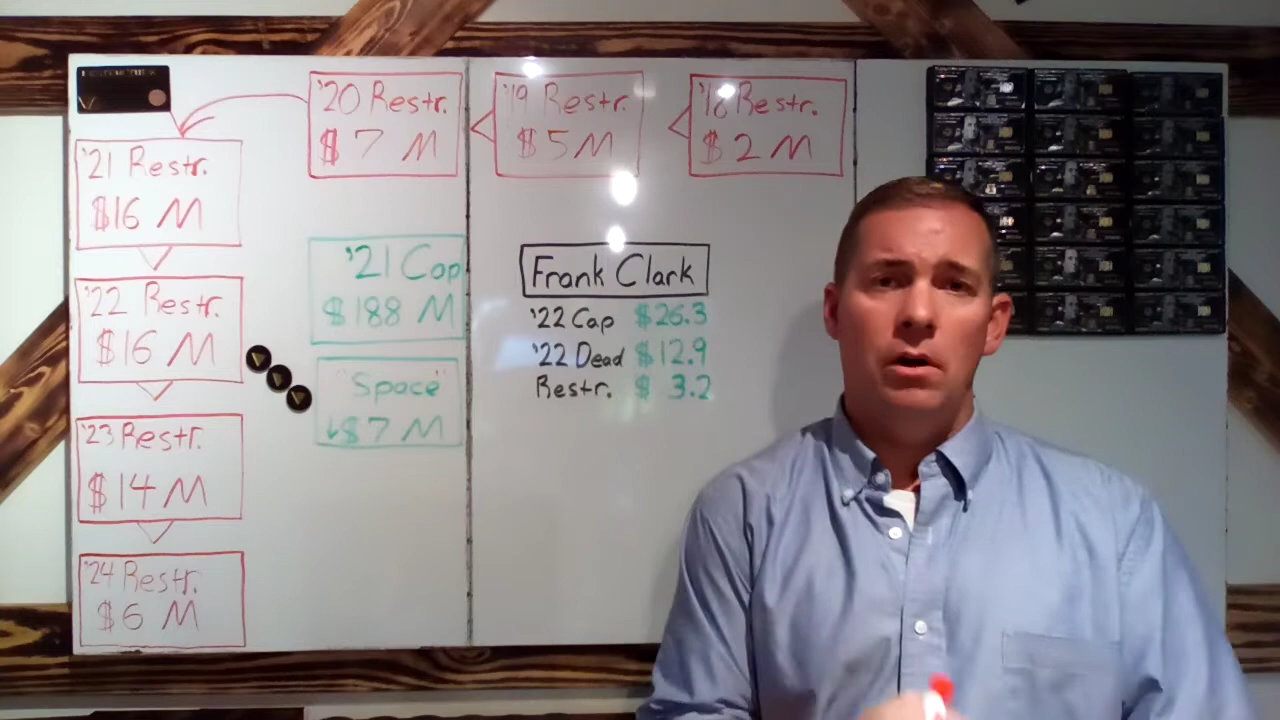 '18 Restr.
$2 M
'19 Restr.
$5 M
'20 Restr.
$7 M
'21 Restr.
$16 M
'22 Restr.
$16 M
'23 Restr.
$14 M
'24 Restr.
$6 M
'21 Cap
$188 M
"Space"
↓$7 M
Frank Clark
'22 Cap $26.3
'22 Dead $12.9
Restr. $ 3.2